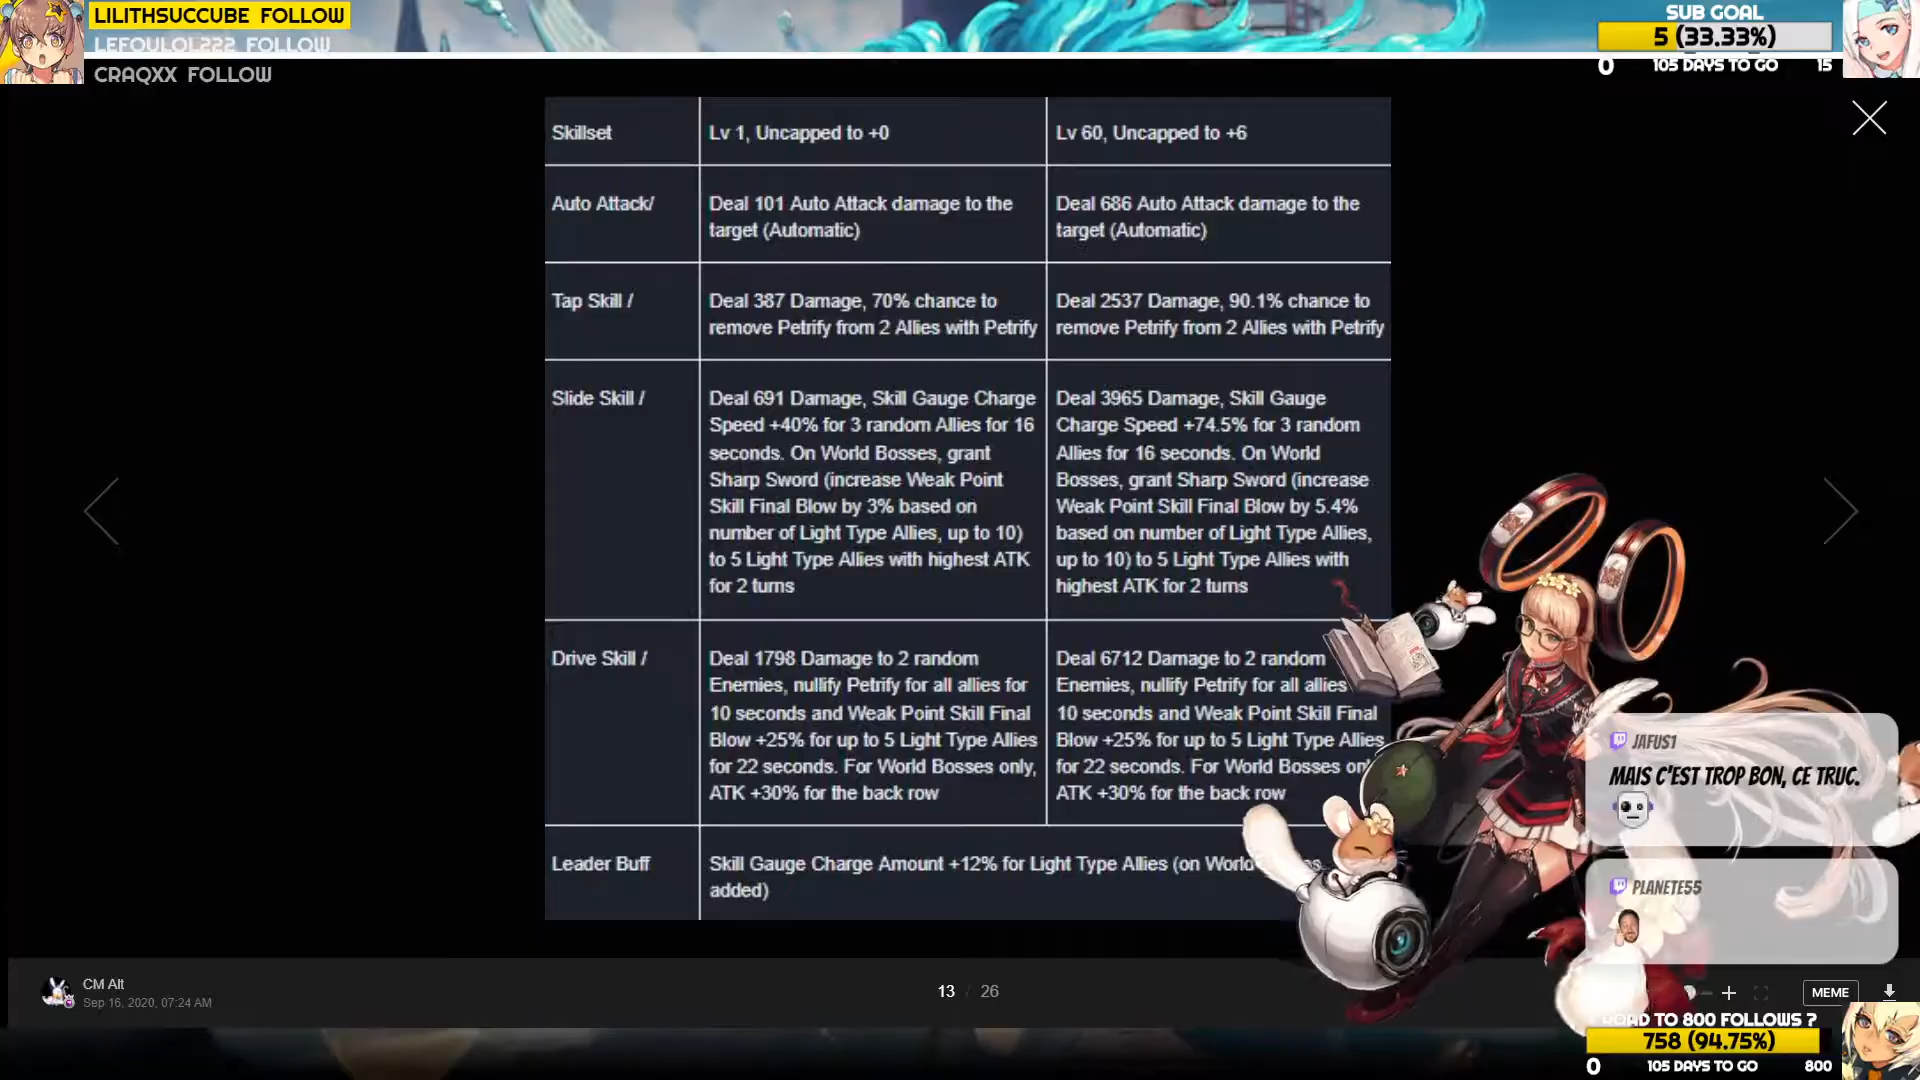 LILITHSUCCUBE FOLLOW
LEFOULOL222 FOLLOW
CRAQXX FOLLOW
SUB GOAL
5 (33.33%)
0 105 DAYS TO GO 15
Skillset
Lv 1, Uncapped to +0
Lv 60, Uncapped to +6
Auto Attack/
Deal 101 Auto Attack damage to the
target (Automatic)
Deal 686 Auto Attack damage to the
target (Automatic)
Tap Skill /
Deal 387 Damage, 70% chance to
remove Petrify from 2 Allies with Petrify
Deal 2537 Damage, 90.1% chance to
remove Petrify from 2 Allies with Petrify
Slide Skill /
Deal 691 Damage, Skill Gauge Charge
Speed +40% for 3 random Allies for 16
seconds. On World Bosses, grant
Sharp Sword (increase Weak Point
Skill Final Blow by 3% based on
number of Light Type Allies, up to 10)
to 5 Light Type Allies with highest ATK
for 2 turns
Deal 3965 Damage, Skill Gauge
Charge Speed +74.5% for 3 random
Allies for 16 seconds. On World
Bosses, grant Sharp Sword (increase
Weak Point Skill Final Blow by 5.4%
based on number of Light Type Allies,
up to 10) to 5 Light Type Allies with
highest ATK for 2 turns
Drive Skill /
Deal 1798 Damage to 2 random
Enemies, nullify Petrify for all allies for
10 seconds and Weak Point Skill Final
Blow +25% for up to 5 Light Type Allies
for 22 seconds. For World Bosses only,
ATK +30% for the back row
Deal 6712 Damage to 2 random
Enemies, nullify Petrify for all allies
10 seconds and Weak Point Skill Final
Blow +25% for up to 5 Light Type Allies
for 22 seconds. For World Bosses
ATK +30% for the back row
Leader Buff
Skill Gauge Charge Amount +12% for Light Type Allies (on World
added)
JAFUS1
MAIS C'EST TROP BON, CE TRUC.
PLANETE55
CM Alt
Sep 16, 2020, 07:24 AM
13 / 26
MEME
ROAD TO 800 FOLLOWS ?
758 (94.75%)
0 105 DAYS TO GO 800